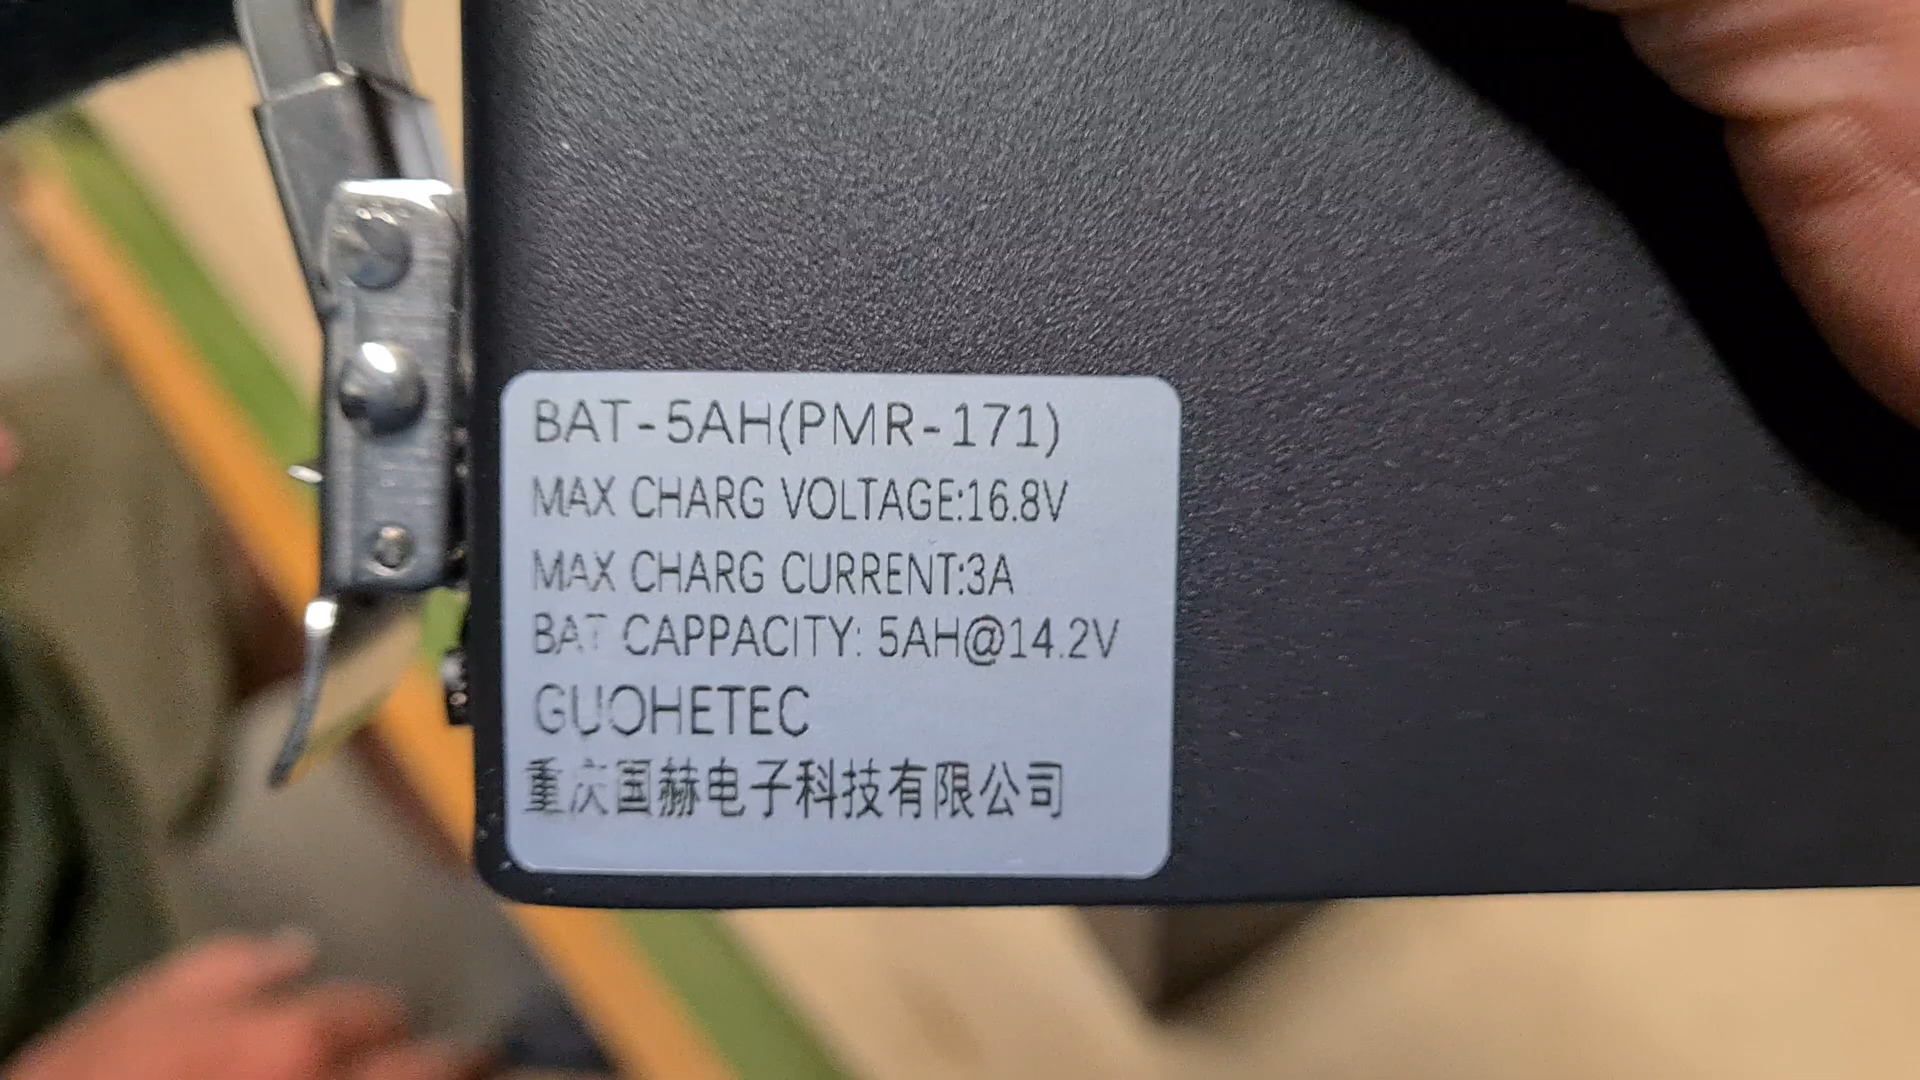 BAT-5AH(PMR-171)
MAX CHARG VOLTAGE:16.8V
MAX CHARG CURRENT:3A
BAT CAPPACITY: 5AH@14.2V
GUOHETEC
重庆国赫电子科技有限公司